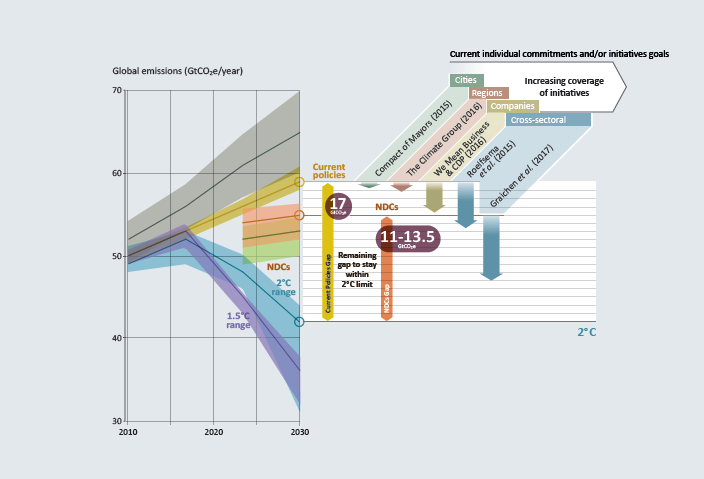 Current individual commitments and/or initiatives goals
Global emissions (GtCO₂e/year)
Cities
Increasing coverage
of initiatives
Regions
Companies
Cross-sectoral
Compact of Mayors (2015)
The Climate Group (2016)
We Mean Business
& CDP (2016)
Roelfsema
et al. (2015)
Graichen et al. (2017)
70
60
50
40
30
2010
2020
2030
Current
policies
17
GtCO₂e
NDCs
11-13.5
GtCO₂e
Remaining
gap to stay
within
2°C limit
Current Policies Gap
NDCs Gap
NDCs
2°C
range
1.5°C
range
2°C